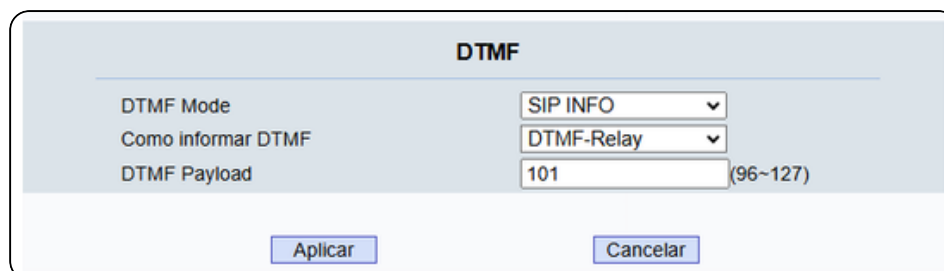 DTMF
DTMF Mode SIP INFO
Como informar DTMF DTMF-Relay
DTMF Payload 101 (96~127)
Aplicar Cancelar